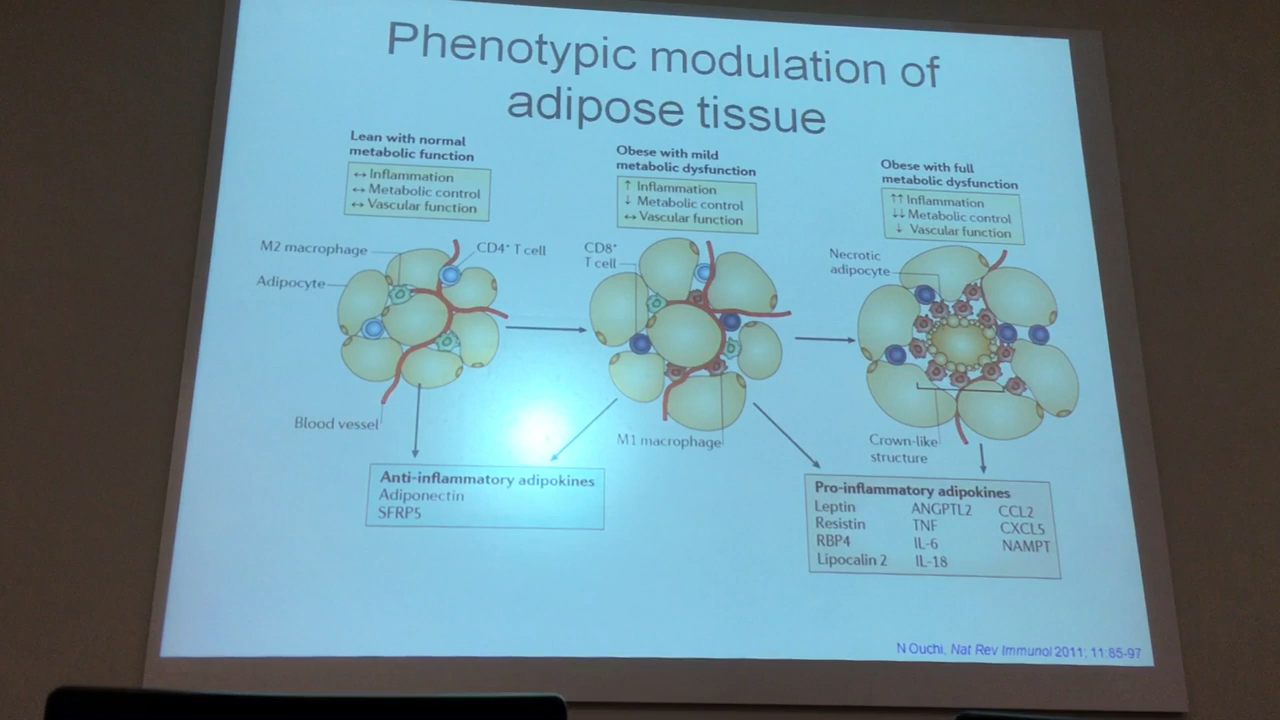 Phenotypic modulation of
adipose tissue
Lean with normal
metabolic function
↔ Inflammation
↔ Metabolic control
↔ Vascular function
Obese with mild
metabolic dysfunction
↑ Inflammation
↓ Metabolic control
↔ Vascular function
Obese with full
metabolic dysfunction
↑↑ Inflammation
↓↓ Metabolic control
↓ Vascular function
M2 macrophage
CD4⁺ T cell
Adipocyte
Blood vessel
CD8⁺
T cell
M1 macrophage
Necrotic
adipocyte
Crown-like
structure
Anti-inflammatory adipokines
Adiponectin
SFRP5
Pro-inflammatory adipokines
Leptin ANGPTL2 CCL2
Resistin TNF CXCL5
RBP4 IL-6 NAMPT
Lipocalin 2 IL-18
N Ouchi, Nat Rev Immunol 2011; 11:85-97